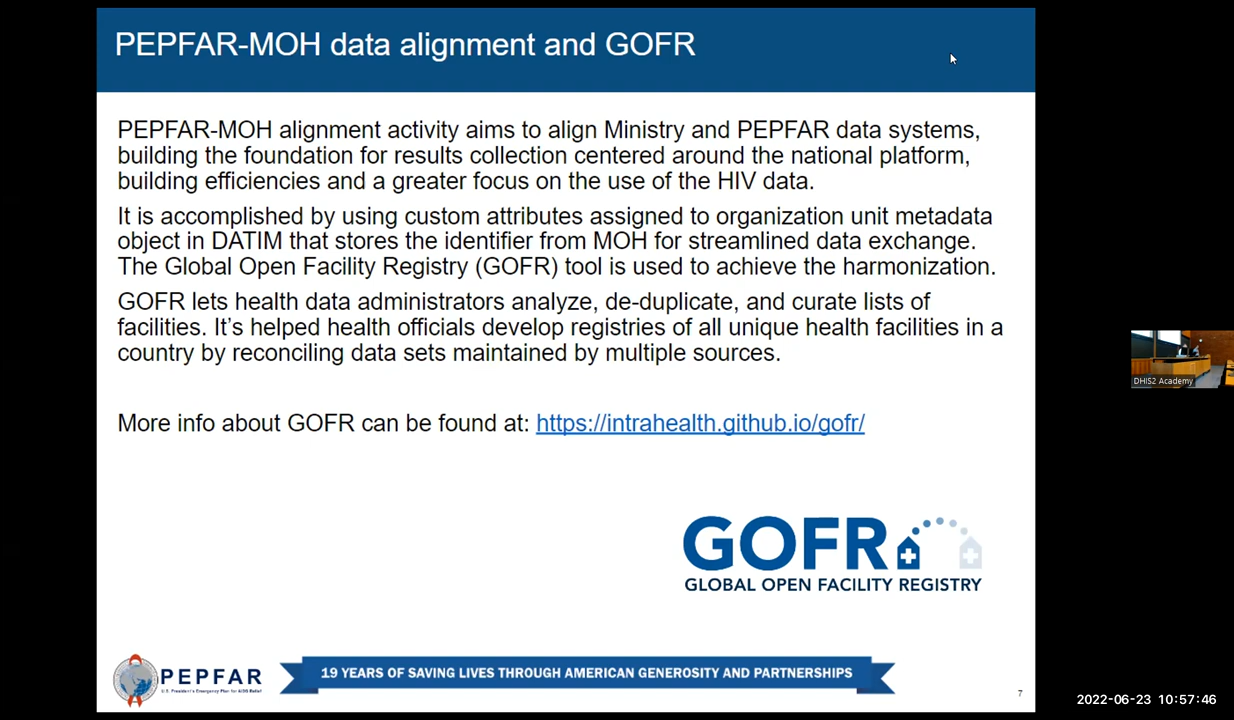 PEPFAR-MOH data alignment and GOFR
PEPFAR-MOH alignment activity aims to align Ministry and PEPFAR data systems,
building the foundation for results collection centered around the national platform,
building efficiencies and a greater focus on the use of the HIV data.
It is accomplished by using custom attributes assigned to organization unit metadata
object in DATIM that stores the identifier from MOH for streamlined data exchange.
The Global Open Facility Registry (GOFR) tool is used to achieve the harmonization.
GOFR lets health data administrators analyze, de-duplicate, and curate lists of
facilities. It’s helped health officials develop registries of all unique health facilities in a
country by reconciling data sets maintained by multiple sources.
More info about GOFR can be found at: https://intrahealth.github.io/gofr/
DHIS2 Academy
GOFR
GLOBAL OPEN FACILITY REGISTRY
PEPFAR
U.S. President's Emergency Plan for AIDS Relief
19 YEARS OF SAVING LIVES THROUGH AMERICAN GENEROSITY AND PARTNERSHIPS
7
2022-06-23 10:57:46